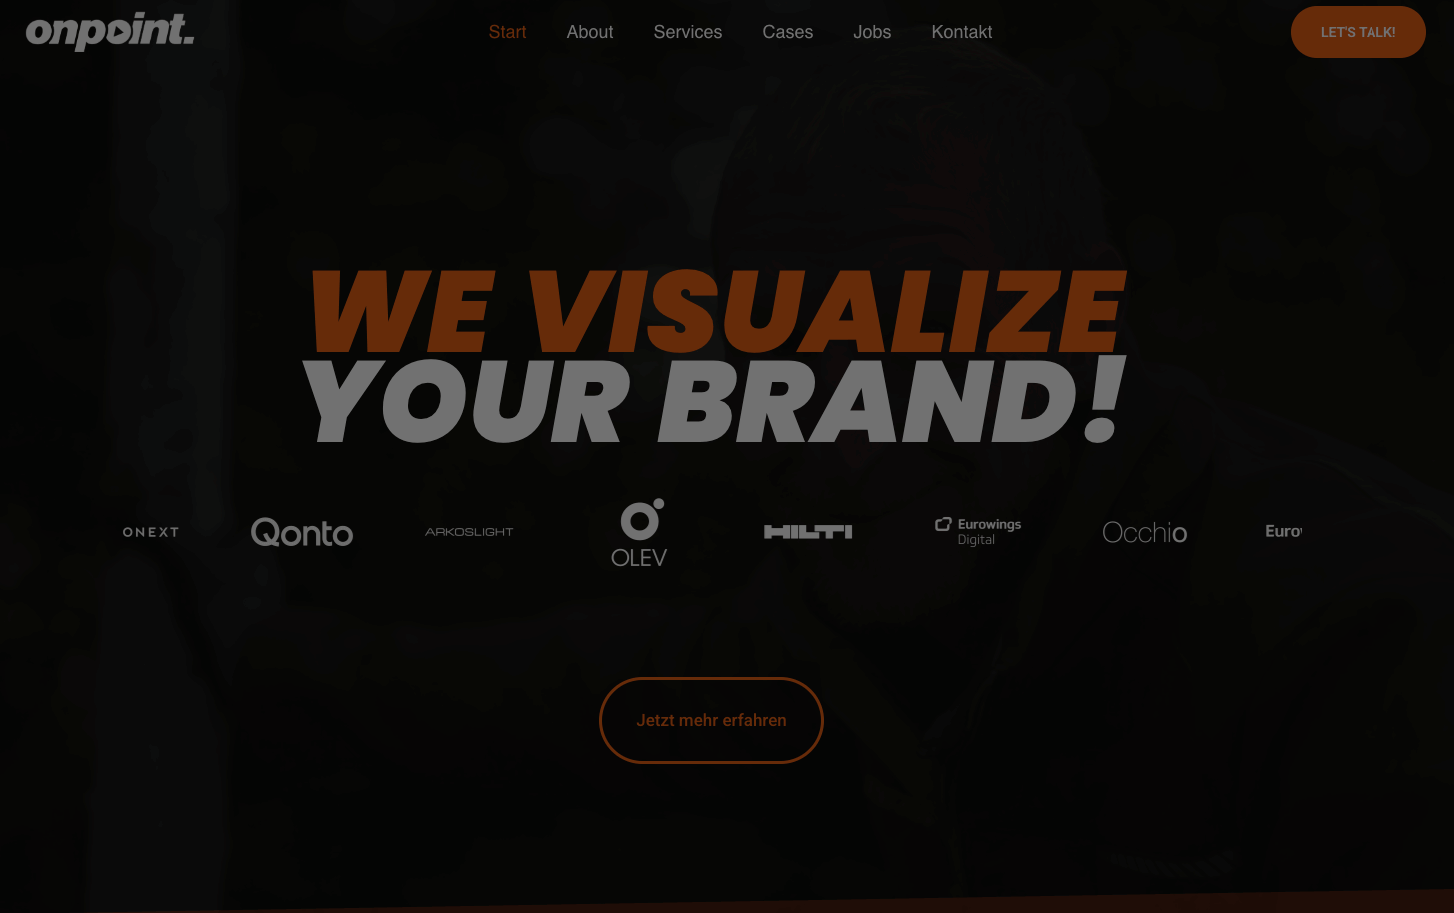 onpoint.
Start
About
Services
Cases
Jobs
Kontakt
LET'S TALK!
WE VISUALIZE
YOUR BRAND!
ONEXT
Qonto
ARKOSLIGHT
OLEV
HILTI
Eurowings
Digital
Occhio
Euro
Jetzt mehr erfahren